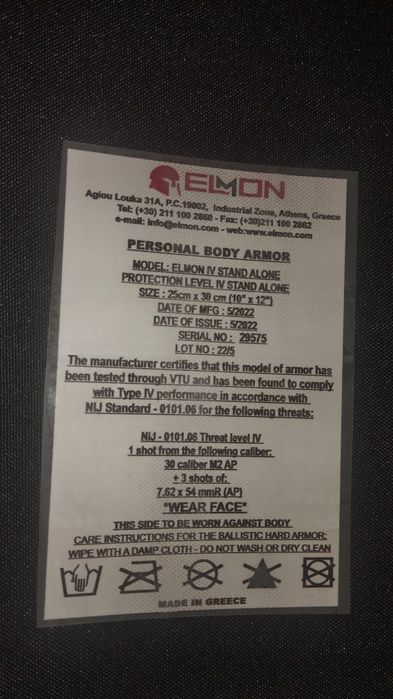 ELMON
Agiou Louka 31A, P.C.19002, Industrial Zone, Athens, Greece
Tel: (+30) 211 100 2860 - Fax: (+30)211 100 2862
e-mail: info@elmon.com - web:www.elmon.com
PERSONAL BODY ARMOR
MODEL: ELMON IV STAND ALONE
PROTECTION LEVEL IV STAND ALONE
SIZE : 25cm x 30 cm (10" x 12")
DATE OF MFG : 5/2022
DATE OF ISSUE : 5/2022
SERIAL NO : 29575
LOT NO : 22/5
The manufacturer certifies that this model of armor has
been tested through VTU and has been found to comply
with Type IV performance in accordance with
NIJ Standard - 0101.06 for the following threats:
NIJ - 0101.06 Threat level IV
1 shot from the following caliber:
30 caliber M2 AP
+ 3 shots of:
7.62 x 54 mmR (AP)
*WEAR FACE*
THIS SIDE TO BE WORN AGAINST BODY
CARE INSTRUCTIONS FOR THE BALLISTIC HARD ARMOR:
WIPE WITH A DAMP CLOTH - DO NOT WASH OR DRY CLEAN
MADE IN GREECE